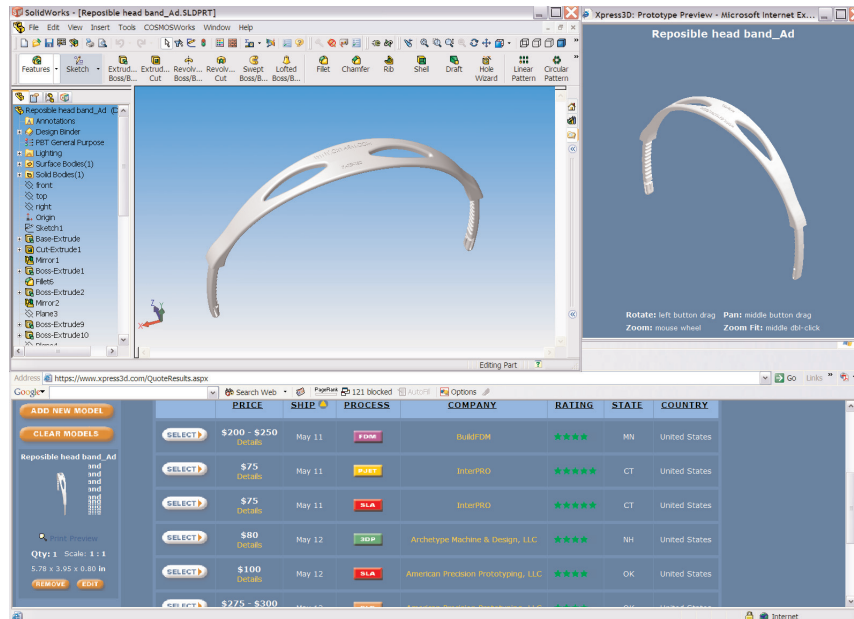 SolidWorks - [Reposible head band_Ad.SLDPRT]
File Edit View Insert Tools COSMOSWorks Window Help
Features Sketch Extrud... Boss/B... Extrud... Cut Revolv... Boss/B... Revolv... Cut Swept Boss/B... Lofted Boss/B... Fillet Chamfer Rib Shell Draft Hole Wizard Linear Pattern Circular Pattern
Reposible head band_Ad
Annotations
Design Binder
PBT General Purpose
Lighting
Surface Bodies(1)
Solid Bodies(1)
front
top
right
Origin
Sketch1
Base-Extrude
Cut-Extrude1
Mirror1
Boss-Extrude1
Fillet6
Boss-Extrude2
Mirror2
Plane3
Boss-Extrude9
Boss-Extrude10
Editing Part
Xpress3D: Prototype Preview - Microsoft Internet Ex...
Reposible head band_Ad
Rotate: left button drag Pan: middle button drag
Zoom: mouse wheel Zoom Fit: middle dbl-click
Address https://www.xpress3d.com/QuoteResults.aspx Go Links »
Google Search Web PageRank 121 blocked AutoFill Options
ADD NEW MODEL
CLEAR MODELS
Reposible head band_Ad
and
and
and
and
and
Print Preview
Qty: 1 Scale: 1 : 1
5.78 x 3.95 x 0.80 in
REMOVE EDIT
PRICE SHIP PROCESS COMPANY RATING STATE COUNTRY
SELECT $200 - $250 Details May 11 FDM BuildFDM MN United States
SELECT $75 Details May 11 PJET InterPRO CT United States
SELECT $75 Details May 11 SLA InterPRO CT United States
SELECT $80 Details May 12 3DP Archetype Machine & Design, LLC NH United States
SELECT $100 Details May 12 SLA American Precision Prototyping, LLC OK United States
SELECT $275 - $300
Internet